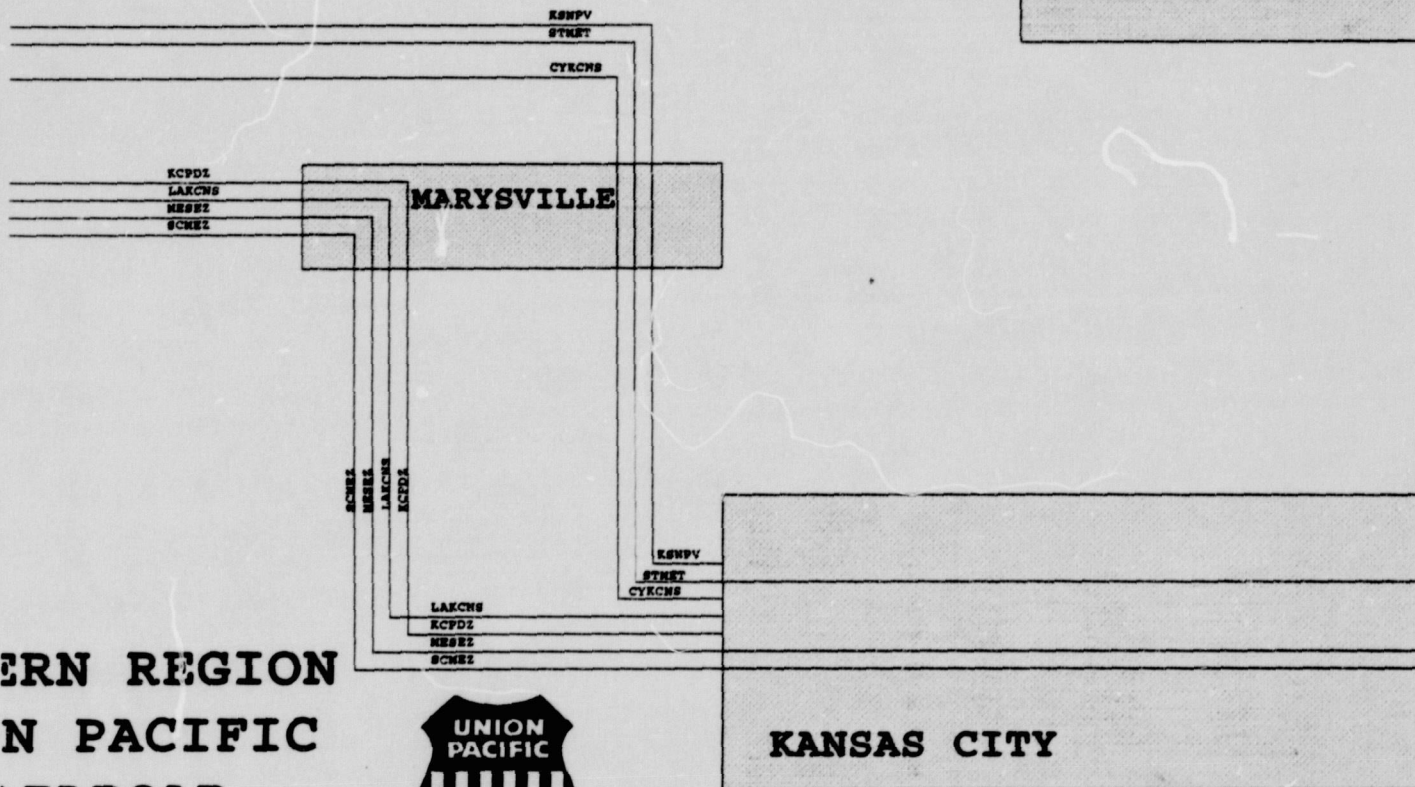 KSNPV
STMET
CYKCNS
KCPDZ
LAKCNS
MESEZ
SCMEZ
MARYSVILLE
SCMEZ
MESEZ
LAKCNS
KCPDZ
KSNPV
STMET
CYKCNS
LAKCNS
KCPDZ
MESEZ
SCMEZ
ERN REGION
N PACIFIC
UNION
PACIFIC
KANSAS CITY